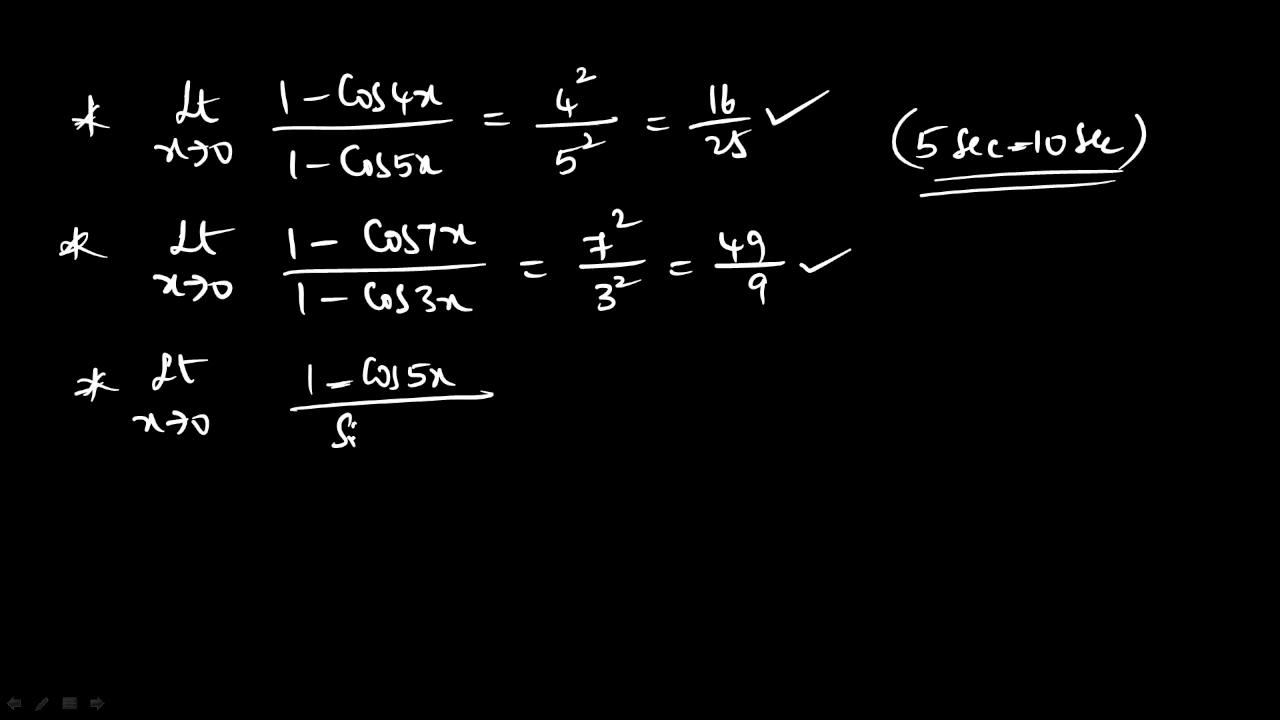 * Lt x→0 (1 - Cos4x)/(1 - Cos5x) = 4²/5² = 16/25 ✓ (5 sec - 10 sec)
* Lt x→0 (1 - Cos7x)/(1 - Cos3x) = 7²/3² = 49/9 ✓
* Lt x→0 (1 - Cos5x)/Si